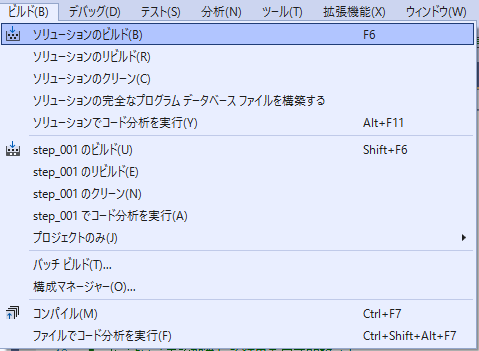 ビルド(B) デバッグ(D) テスト(S) 分析(N) ツール(T) 拡張機能(X) ウィンドウ(W)
ソリューションのビルド(B) F6
ソリューションのリビルド(R)
ソリューションのクリーン(C)
ソリューションの完全なプログラム データベース ファイルを構築する
ソリューションでコード分析を実行(Y) Alt+F11
step_001 のビルド(U) Shift+F6
step_001 のリビルド(E)
step_001 のクリーン(N)
step_001 でコード分析を実行(A)
プロジェクトのみ(J)
バッチ ビルド(T)...
構成マネージャー(O)...
コンパイル(M) Ctrl+F7
ファイルでコード分析を実行(F) Ctrl+Shift+Alt+F7